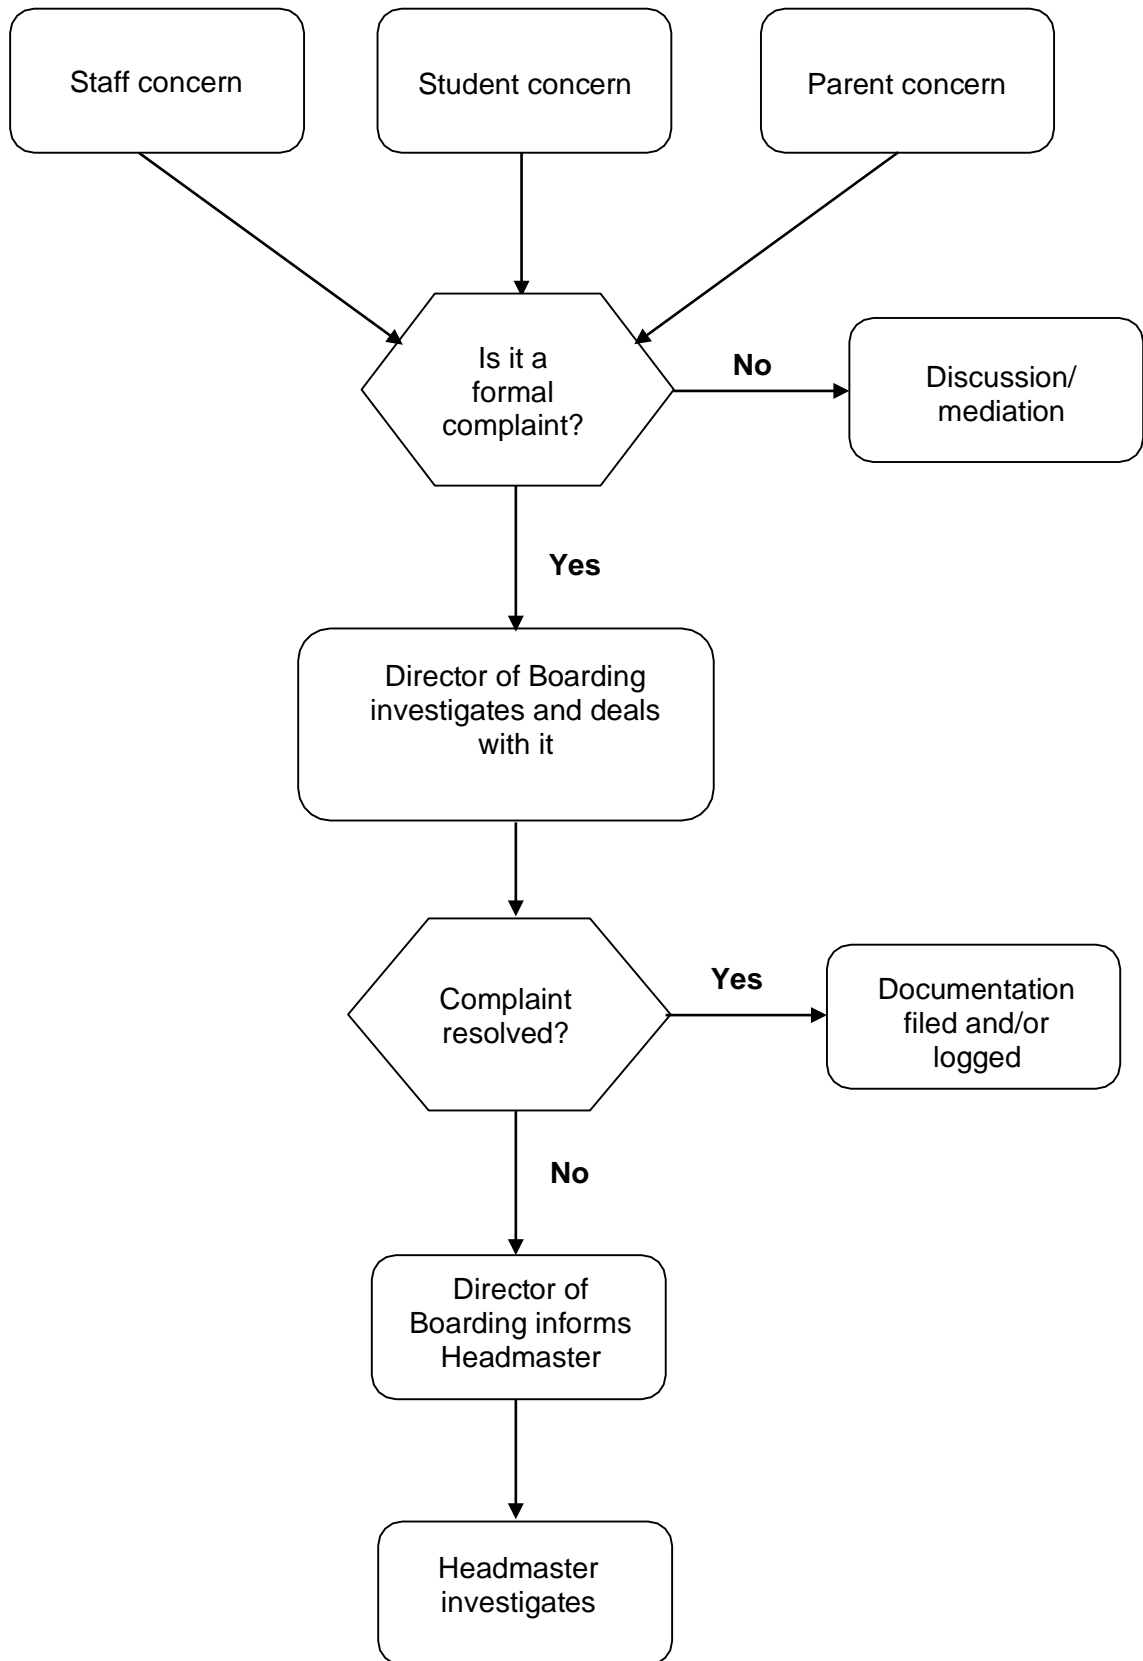 Staff concern
Student concern
Parent concern
Is it a
formal
complaint?
No
Discussion/
mediation
Yes
Director of Boarding
investigates and deals
with it
Complaint
resolved?
Yes
Documentation
filed and/or
logged
No
Director of
Boarding informs
Headmaster
Headmaster
investigates